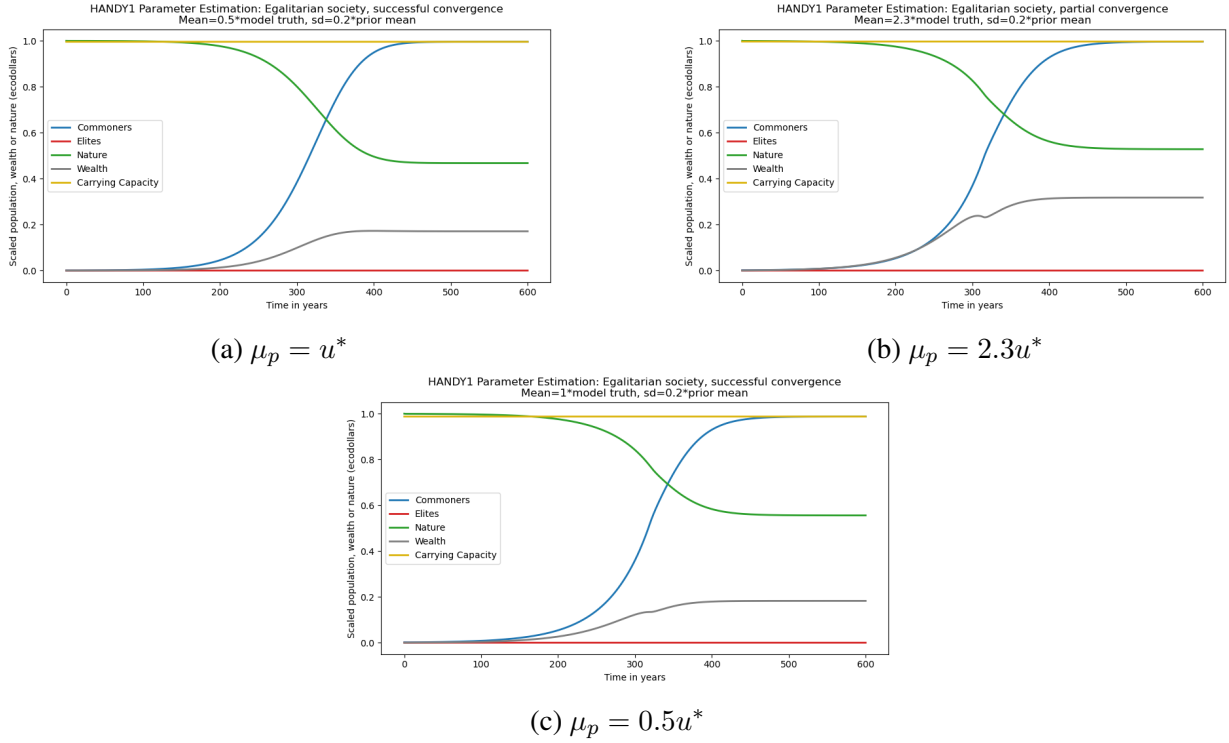 HANDY1 Parameter Estimation: Egalitarian society, successful convergence
Mean=0.5*model truth, sd=0.2*prior mean
Scaled population, wealth or nature (ecodollars)
1.0
0.8
0.6
0.4
0.2
0.0
Commoners
Elites
Nature
Wealth
Carrying Capacity
0 100 200 300 400 500 600
Time in years
(a) μ_p = u*
HANDY1 Parameter Estimation: Egalitarian society, partial convergence
Mean=2.3*model truth, sd=0.2*prior mean
Scaled population, wealth or nature (ecodollars)
1.0
0.8
0.6
0.4
0.2
0.0
Commoners
Elites
Nature
Wealth
Carrying Capacity
0 100 200 300 400 500 600
Time in years
(b) μ_p = 2.3u*
HANDY1 Parameter Estimation: Egalitarian society, successful convergence
Mean=1*model truth, sd=0.2*prior mean
Scaled population, wealth or nature (ecodollars)
1.0
0.8
0.6
0.4
0.2
0.0
Commoners
Elites
Nature
Wealth
Carrying Capacity
0 100 200 300 400 500 600
Time in years
(c) μ_p = 0.5u*